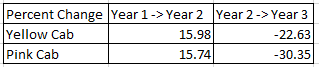 Percent Change Year 1 -> Year 2 Year 2 -> Year 3
Yellow Cab 15.98 -22.63
Pink Cab 15.74 -30.35